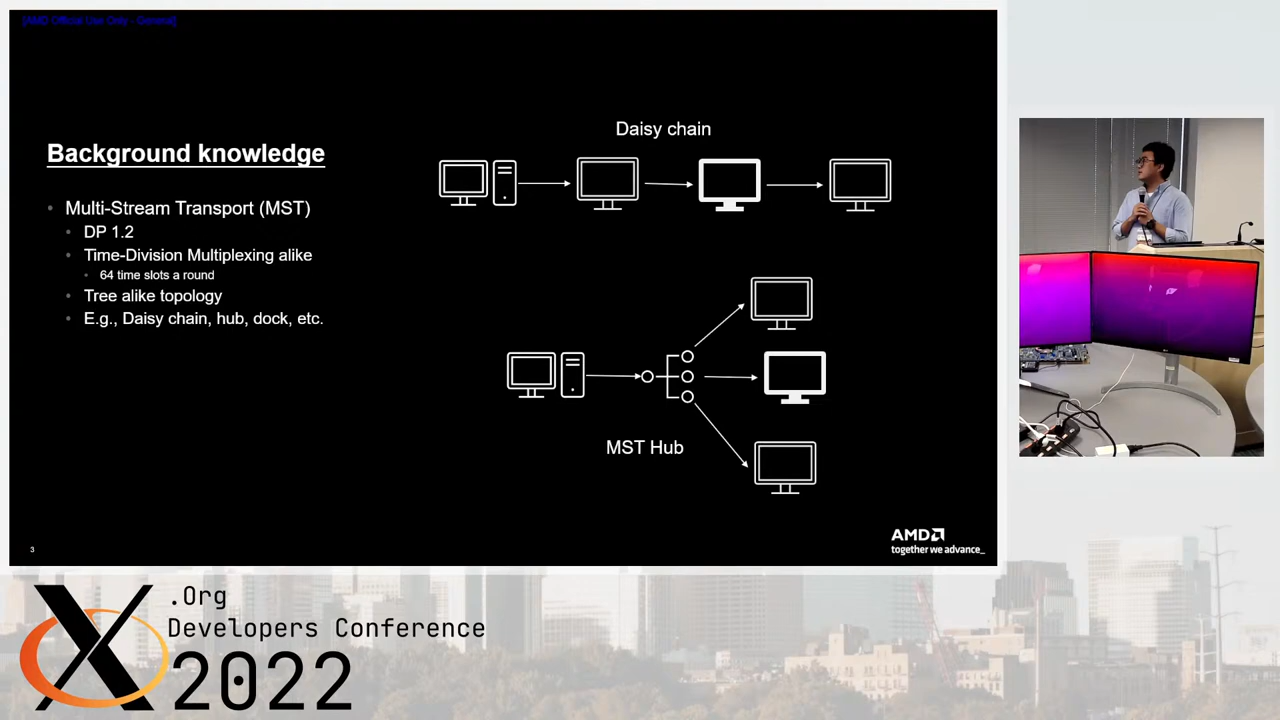 [AMD Official Use Only - General]
Background knowledge
Multi-Stream Transport (MST)
DP 1.2
Time-Division Multiplexing alike
64 time slots a round
Tree alike topology
E.g., Daisy chain, hub, dock, etc.
Daisy chain
MST Hub
3
AMD
together we advance_
X.Org
Developers Conference
2022